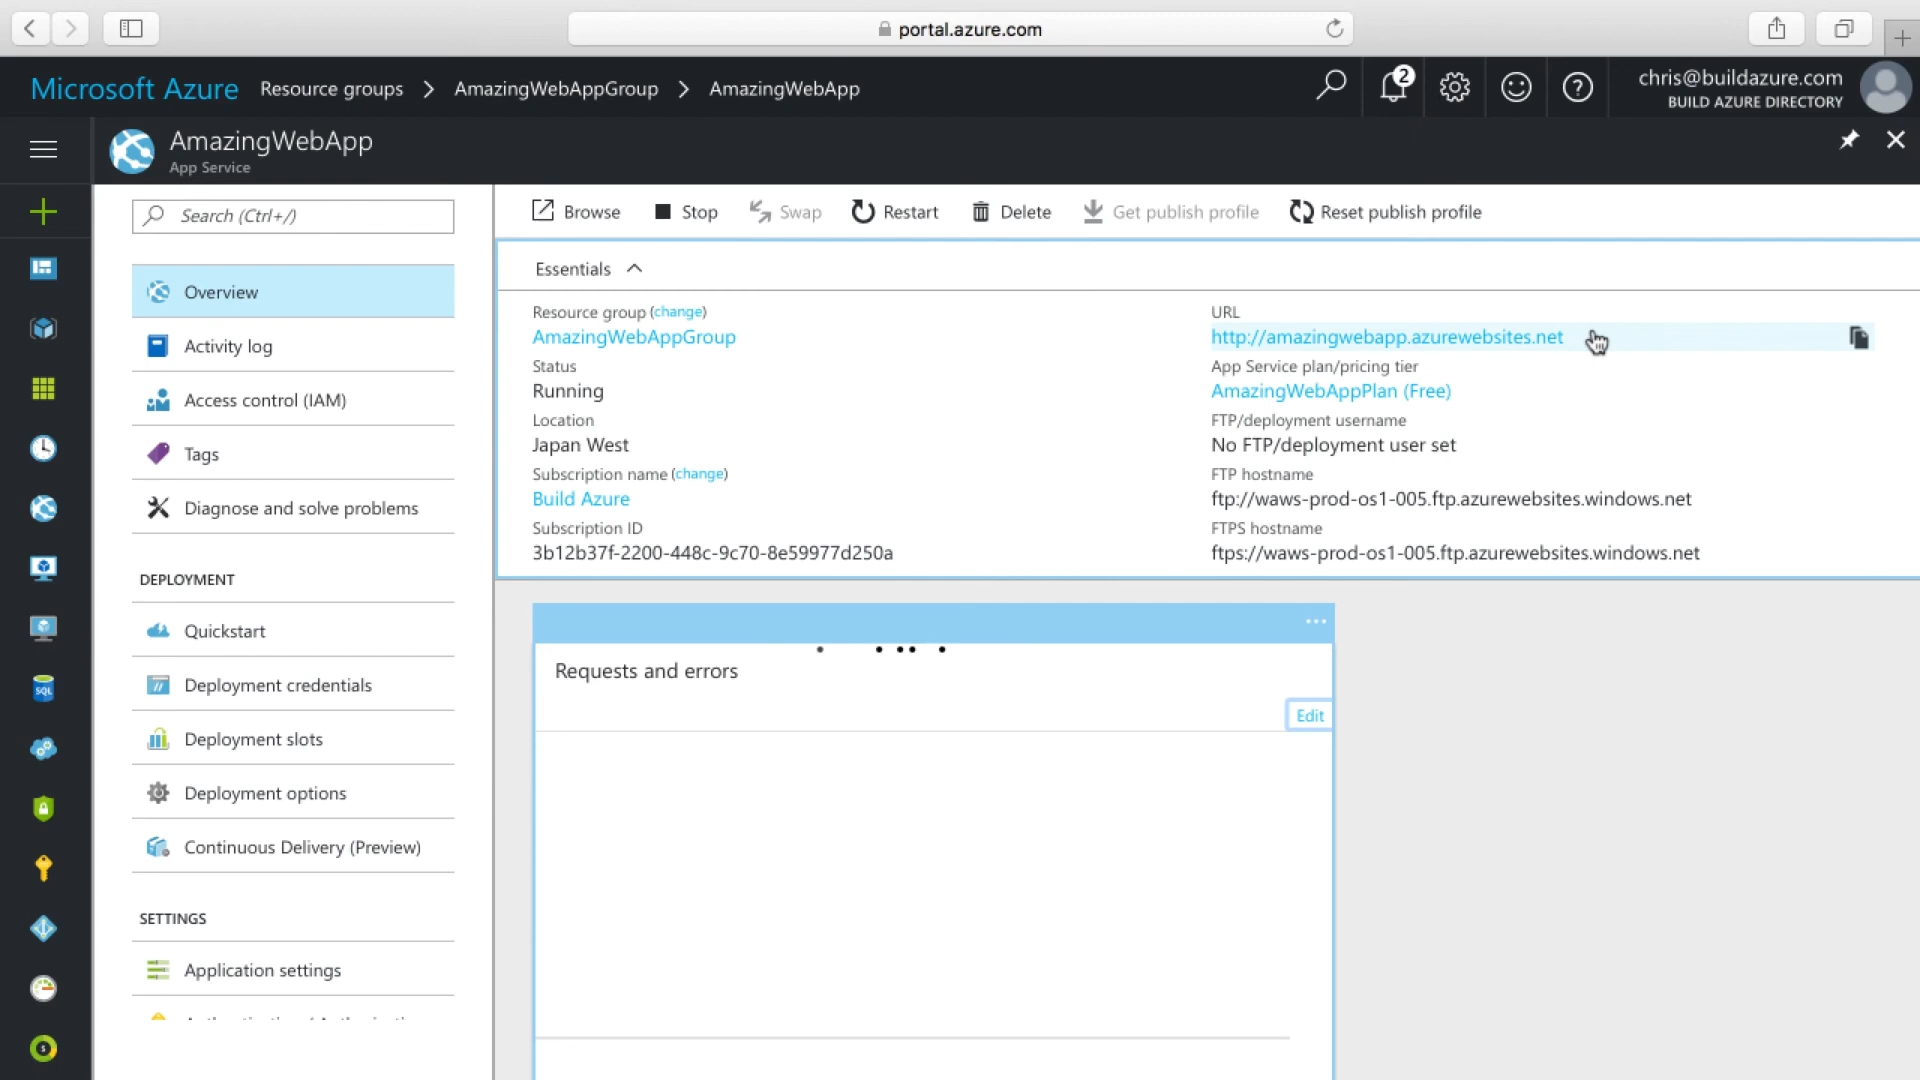 portal.azure.com
Microsoft Azure Resource groups > AmazingWebAppGroup > AmazingWebApp
2
chris@buildazure.com
BUILD AZURE DIRECTORY
AmazingWebApp
App Service
Search (Ctrl+/)
Overview
Activity log
Access control (IAM)
Tags
Diagnose and solve problems
DEPLOYMENT
Quickstart
Deployment credentials
Deployment slots
Deployment options
Continuous Delivery (Preview)
SETTINGS
Application settings
SQL
Browse Stop Swap Restart Delete Get publish profile Reset publish profile
Essentials
Resource group (change)
AmazingWebAppGroup
Status
Running
Location
Japan West
Subscription name (change)
Build Azure
Subscription ID
3b12b37f-2200-448c-9c70-8e59977d250a
URL
http://amazingwebapp.azurewebsites.net
App Service plan/pricing tier
AmazingWebAppPlan (Free)
FTP/deployment username
No FTP/deployment user set
FTP hostname
ftp://waws-prod-os1-005.ftp.azurewebsites.windows.net
FTPS hostname
ftps://waws-prod-os1-005.ftp.azurewebsites.windows.net
Requests and errors
Edit